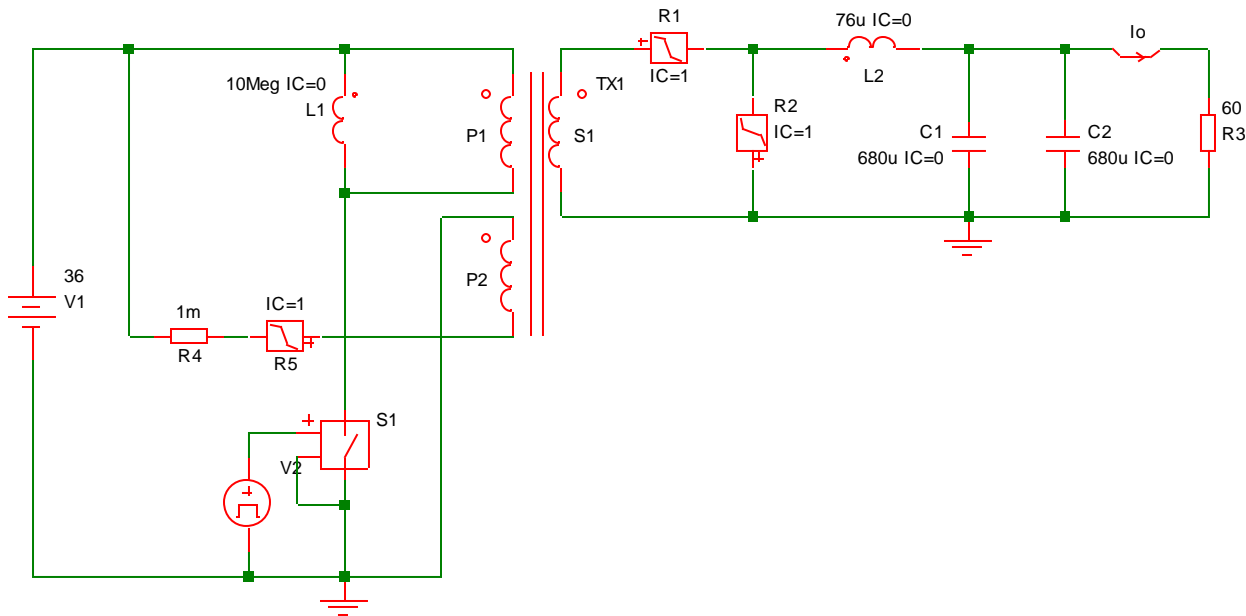 R1
IC=1
76u IC=0
L2
Io
10Meg IC=0
L1
P1
TX1
S1
R2
IC=1
C1
680u IC=0
C2
680u IC=0
60
R3
P2
36
V1
1m
R4
IC=1
R5
S1
V2